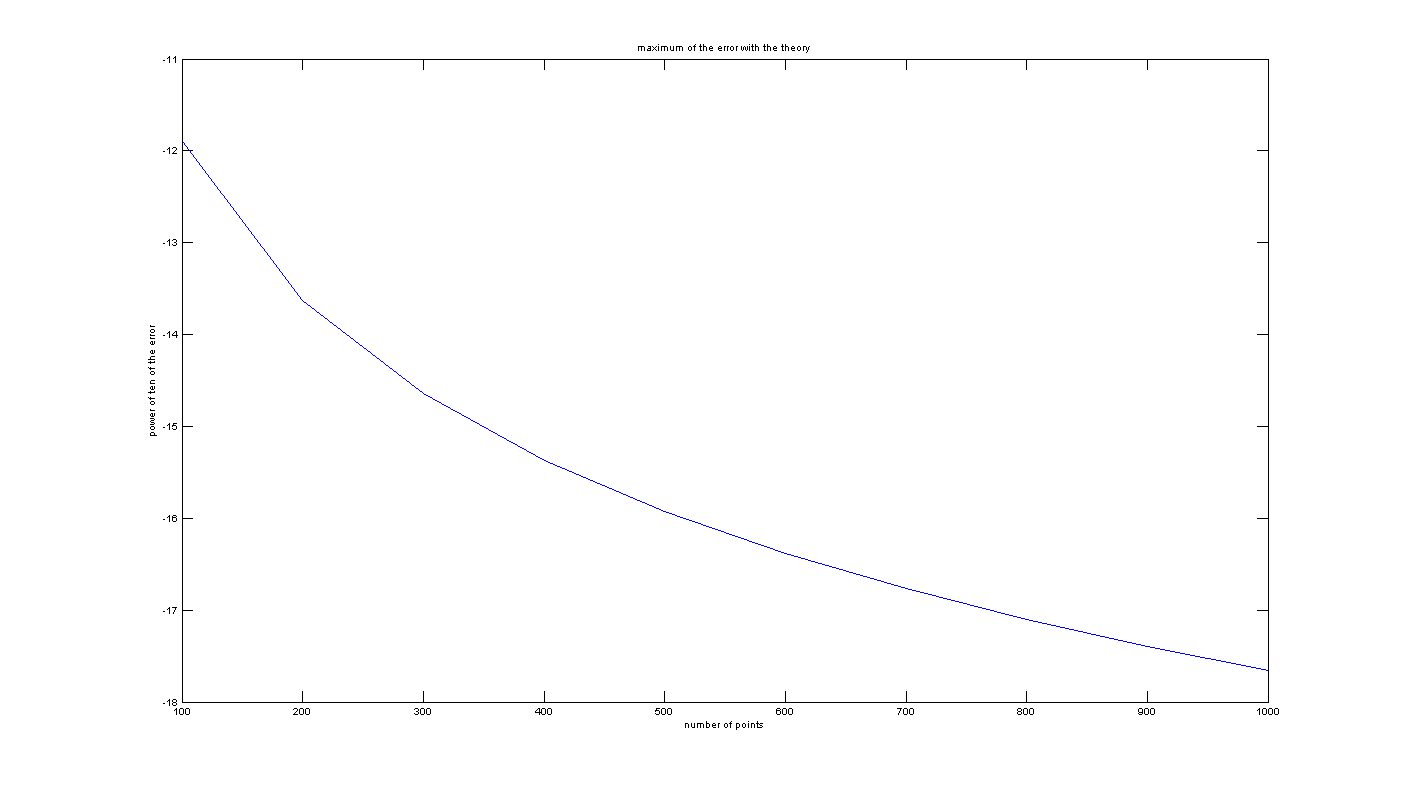 maximum of the error with the theory
-11
-12
-13
-14
-15
-16
-17
-18
power of ten of the error
100 200 300 400 500 600 700 800 900 1000
number of points